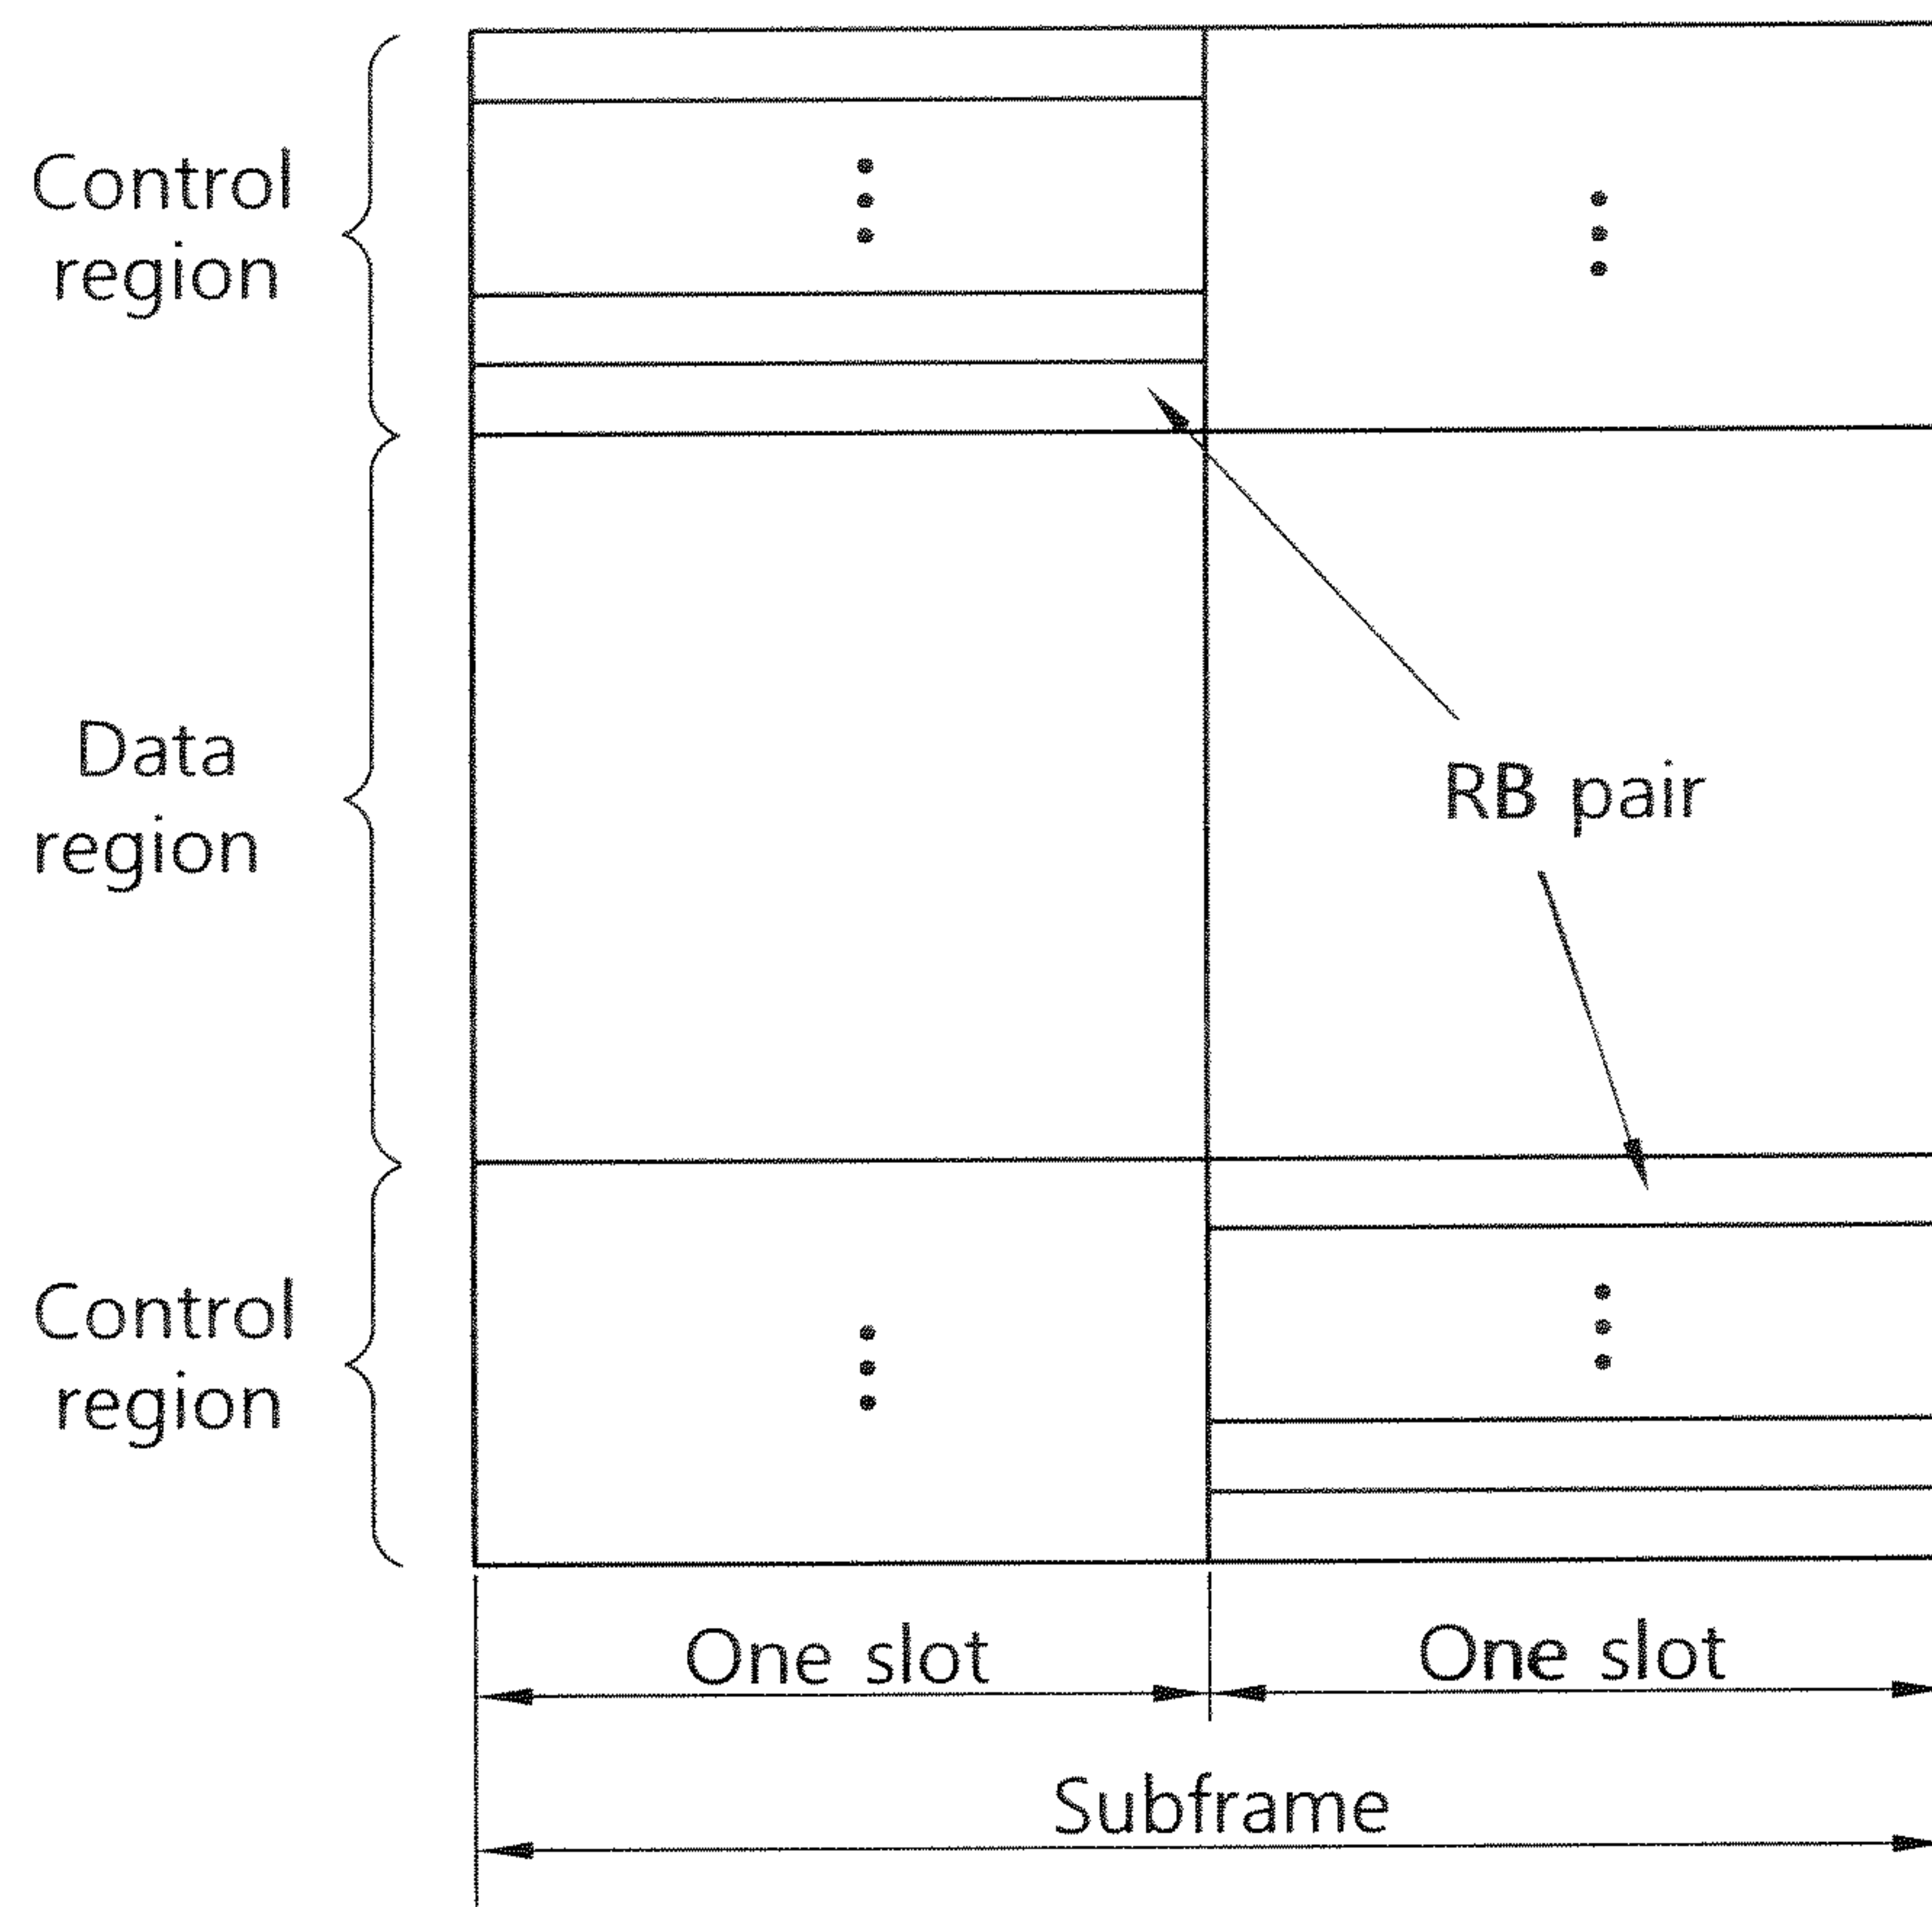 Control
region
Data
region
RB pair
Control
region
One slot
One slot
Subframe